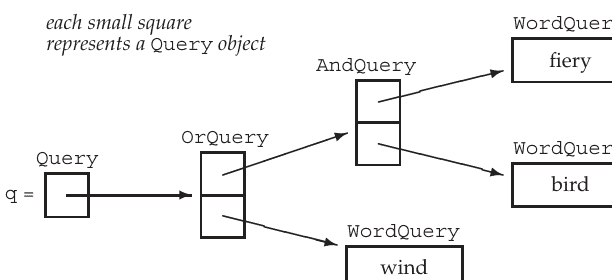 each small square
represents a Query object
WordQuer
fiery
AndQuery
OrQuery
WordQuer
bird
Query
q =
WordQuery
wind